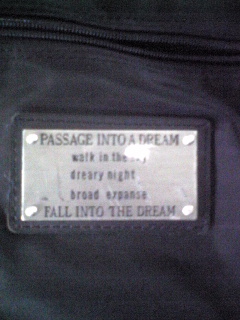 PASSAGE INTO A DREAM
walk in the
dreary night
broad expanse
FALL INTO THE DREAM